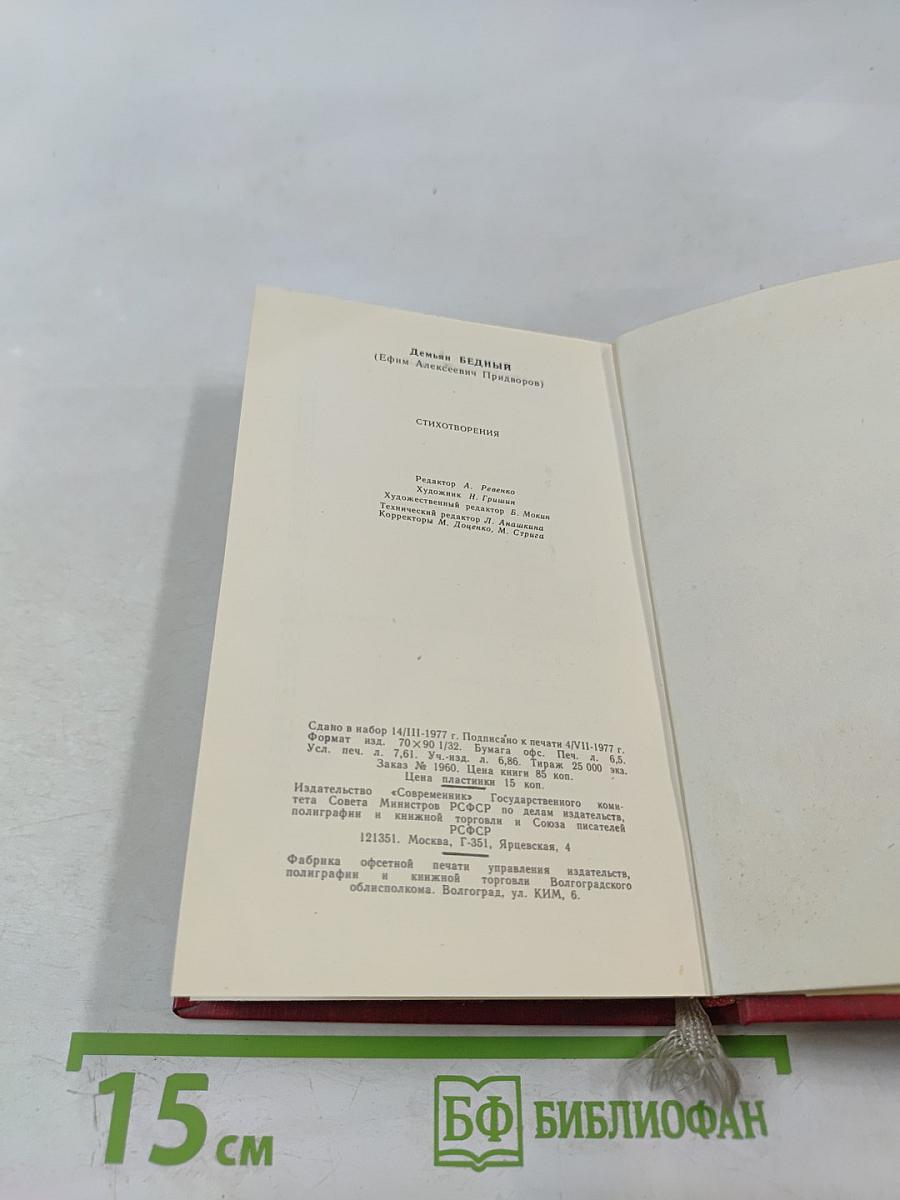 Демьян БЕДНЫЙ
(Ефим Алексеевич Придворов)
СТИХОТВОРЕНИЯ
Редактор А. Ревенко
Художник Н. Гришин
Художественный редактор Б. Мокин
Технический редактор Л. Анашкина
Корректоры М. Доценко, М. Стрига
Сдано в набор 14/III-1977 г. Подписано к печати 4/VII-1977 г.
Формат изд. 70×90 1/32. Бумага офс. Печ. л. 6,5.
Усл. печ. л. 7,61. Уч.-изд. л. 6,86. Тираж 25 000 экз.
Заказ № 1960. Цена книги 85 коп.
Цена пластинки 15 коп.
Издательство «Современник» Государственного коми-
тета Совета Министров РСФСР по делам издательств,
полиграфии и книжной торговли и Союза писателей
РСФСР
121351. Москва, Г-351, Ярцевская, 4
Фабрика офсетной печати управления издательств,
полиграфии и книжной торговли Волгоградского
облисполкома. Волгоград, ул. КИМ, 6.
15 см
БФ БИБЛИОФАН